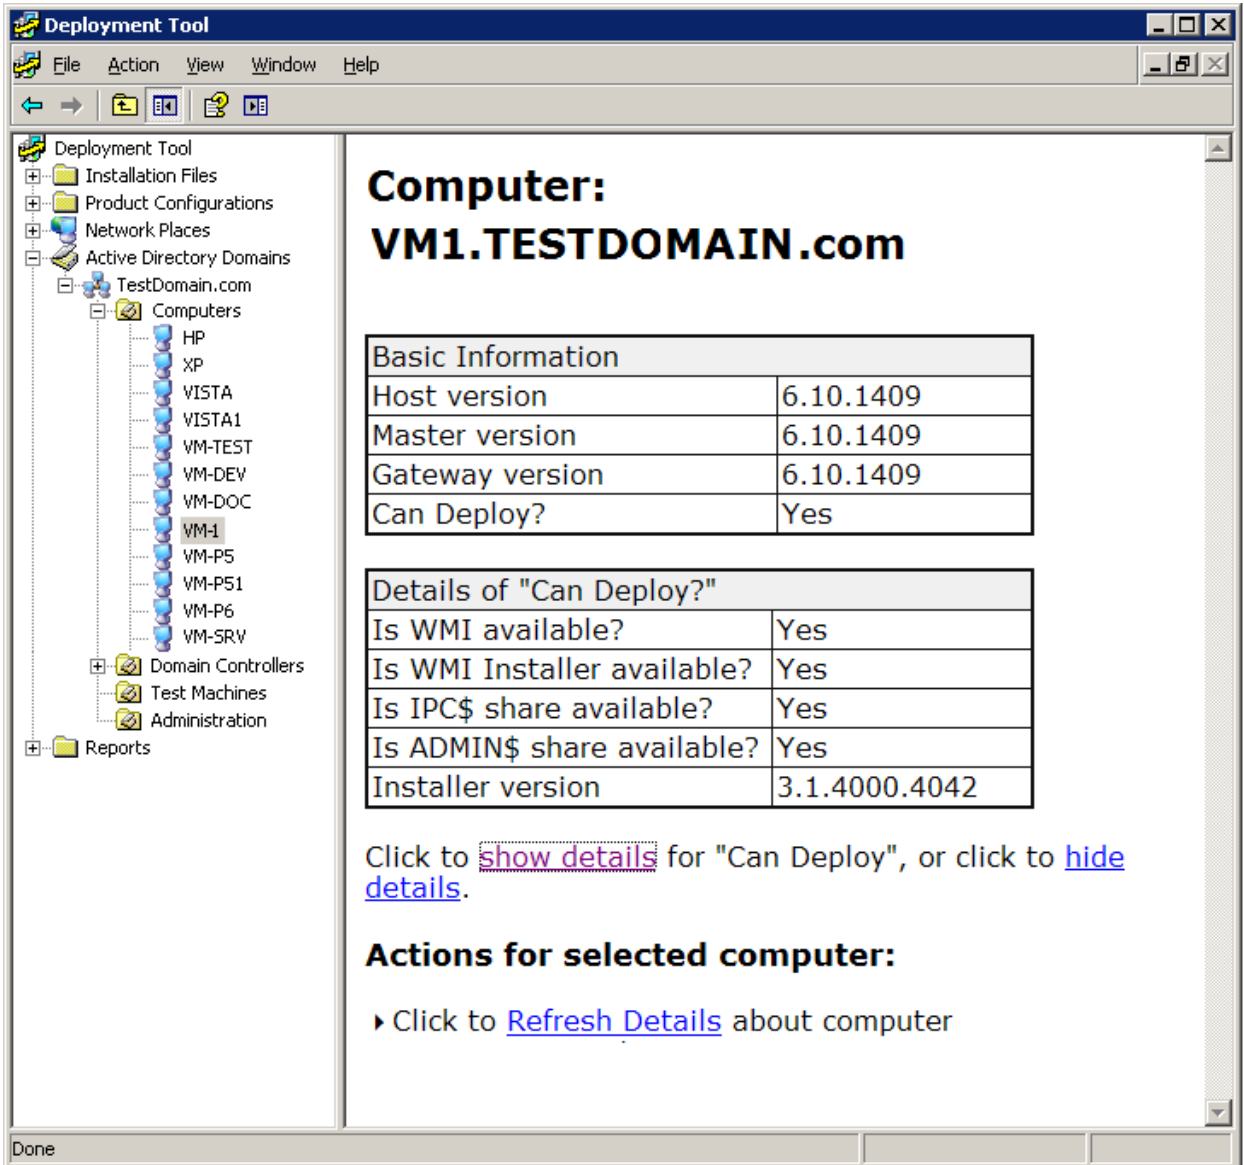 Deployment Tool
File Action View Window Help
Deployment Tool
Installation Files
Product Configurations
Network Places
Active Directory Domains
TestDomain.com
Computers
HP
XP
VISTA
VISTA1
VM-TEST
VM-DEV
VM-DOC
VM-1
VM-P5
VM-P51
VM-P6
VM-SRV
Domain Controllers
Test Machines
Administration
Reports
Computer:
VM1.TESTDOMAIN.com
Basic Information
Host version 6.10.1409
Master version 6.10.1409
Gateway version 6.10.1409
Can Deploy? Yes
Details of "Can Deploy?"
Is WMI available? Yes
Is WMI Installer available? Yes
Is IPC$ share available? Yes
Is ADMIN$ share available? Yes
Installer version 3.1.4000.4042
Click to show details for "Can Deploy", or click to hide
details.
Actions for selected computer:
Click to Refresh Details about computer
Done